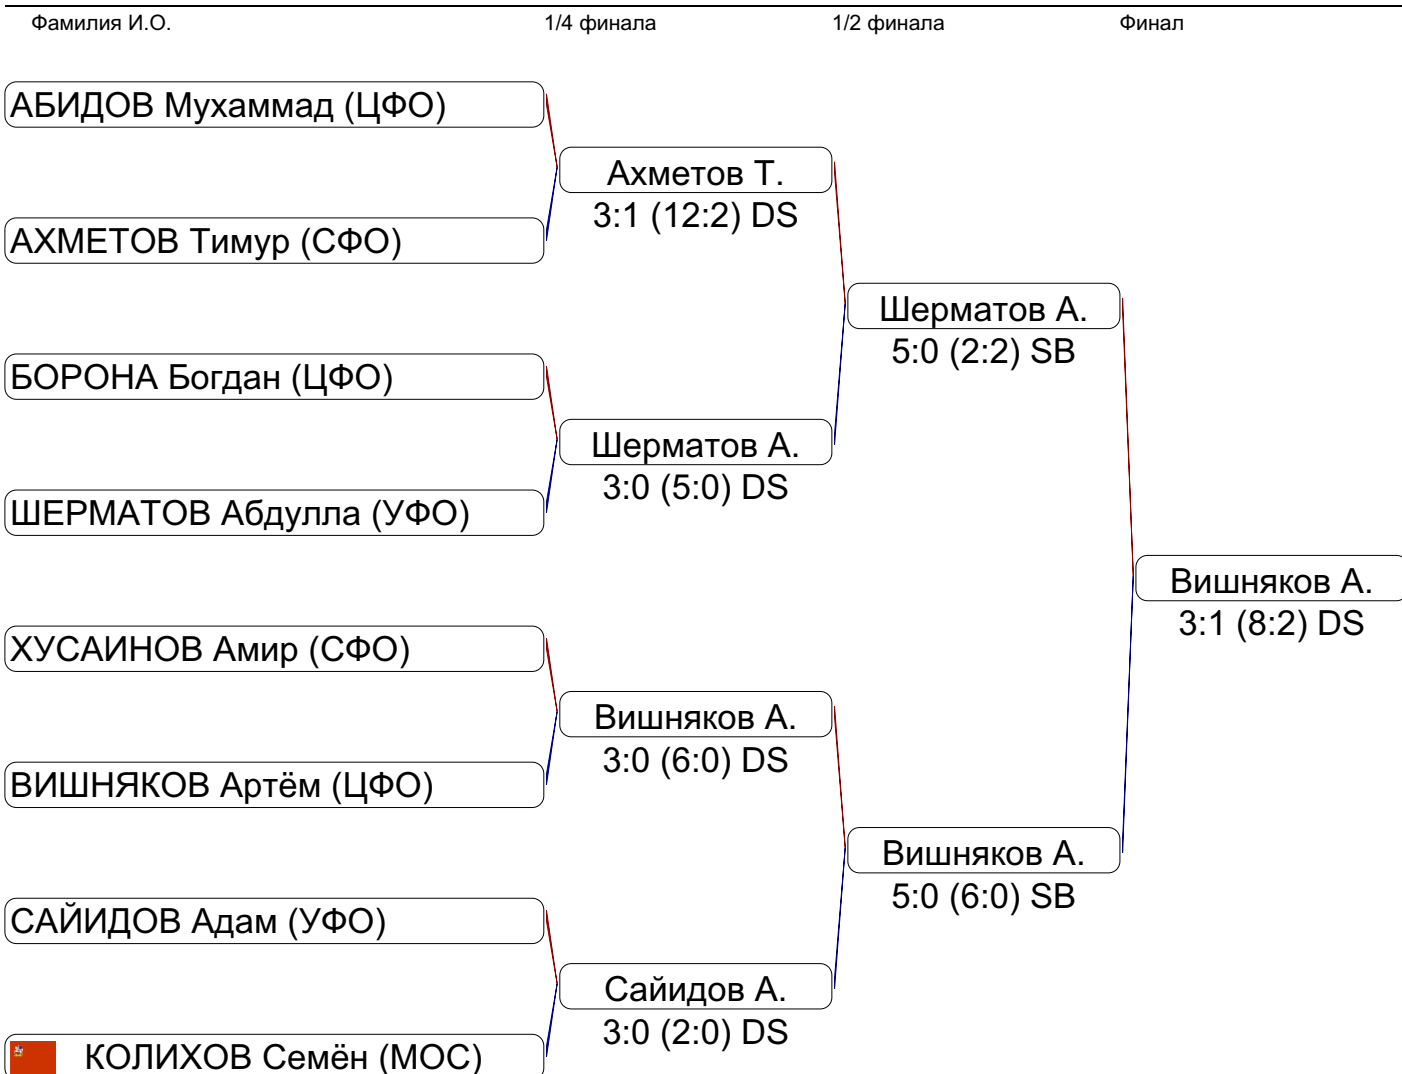 Фамилия И.О. 1/4 финала 1/2 финала Финал
АБИДОВ Мухаммад (ЦФО)
Ахметов Т.
3:1 (12:2) DS
АХМЕТОВ Тимур (СФО)
Шерматов А.
5:0 (2:2) SB
БОРОНА Богдан (ЦФО)
Шерматов А.
3:0 (5:0) DS
ШЕРМАТОВ Абдулла (УФО)
Вишняков А.
3:1 (8:2) DS
ХУСАИНОВ Амир (СФО)
Вишняков А.
3:0 (6:0) DS
ВИШНЯКОВ Артём (ЦФО)
Вишняков А.
5:0 (6:0) SB
САЙИДОВ Адам (УФО)
Сайидов А.
3:0 (2:0) DS
КОЛИХОВ Семён (МОС)